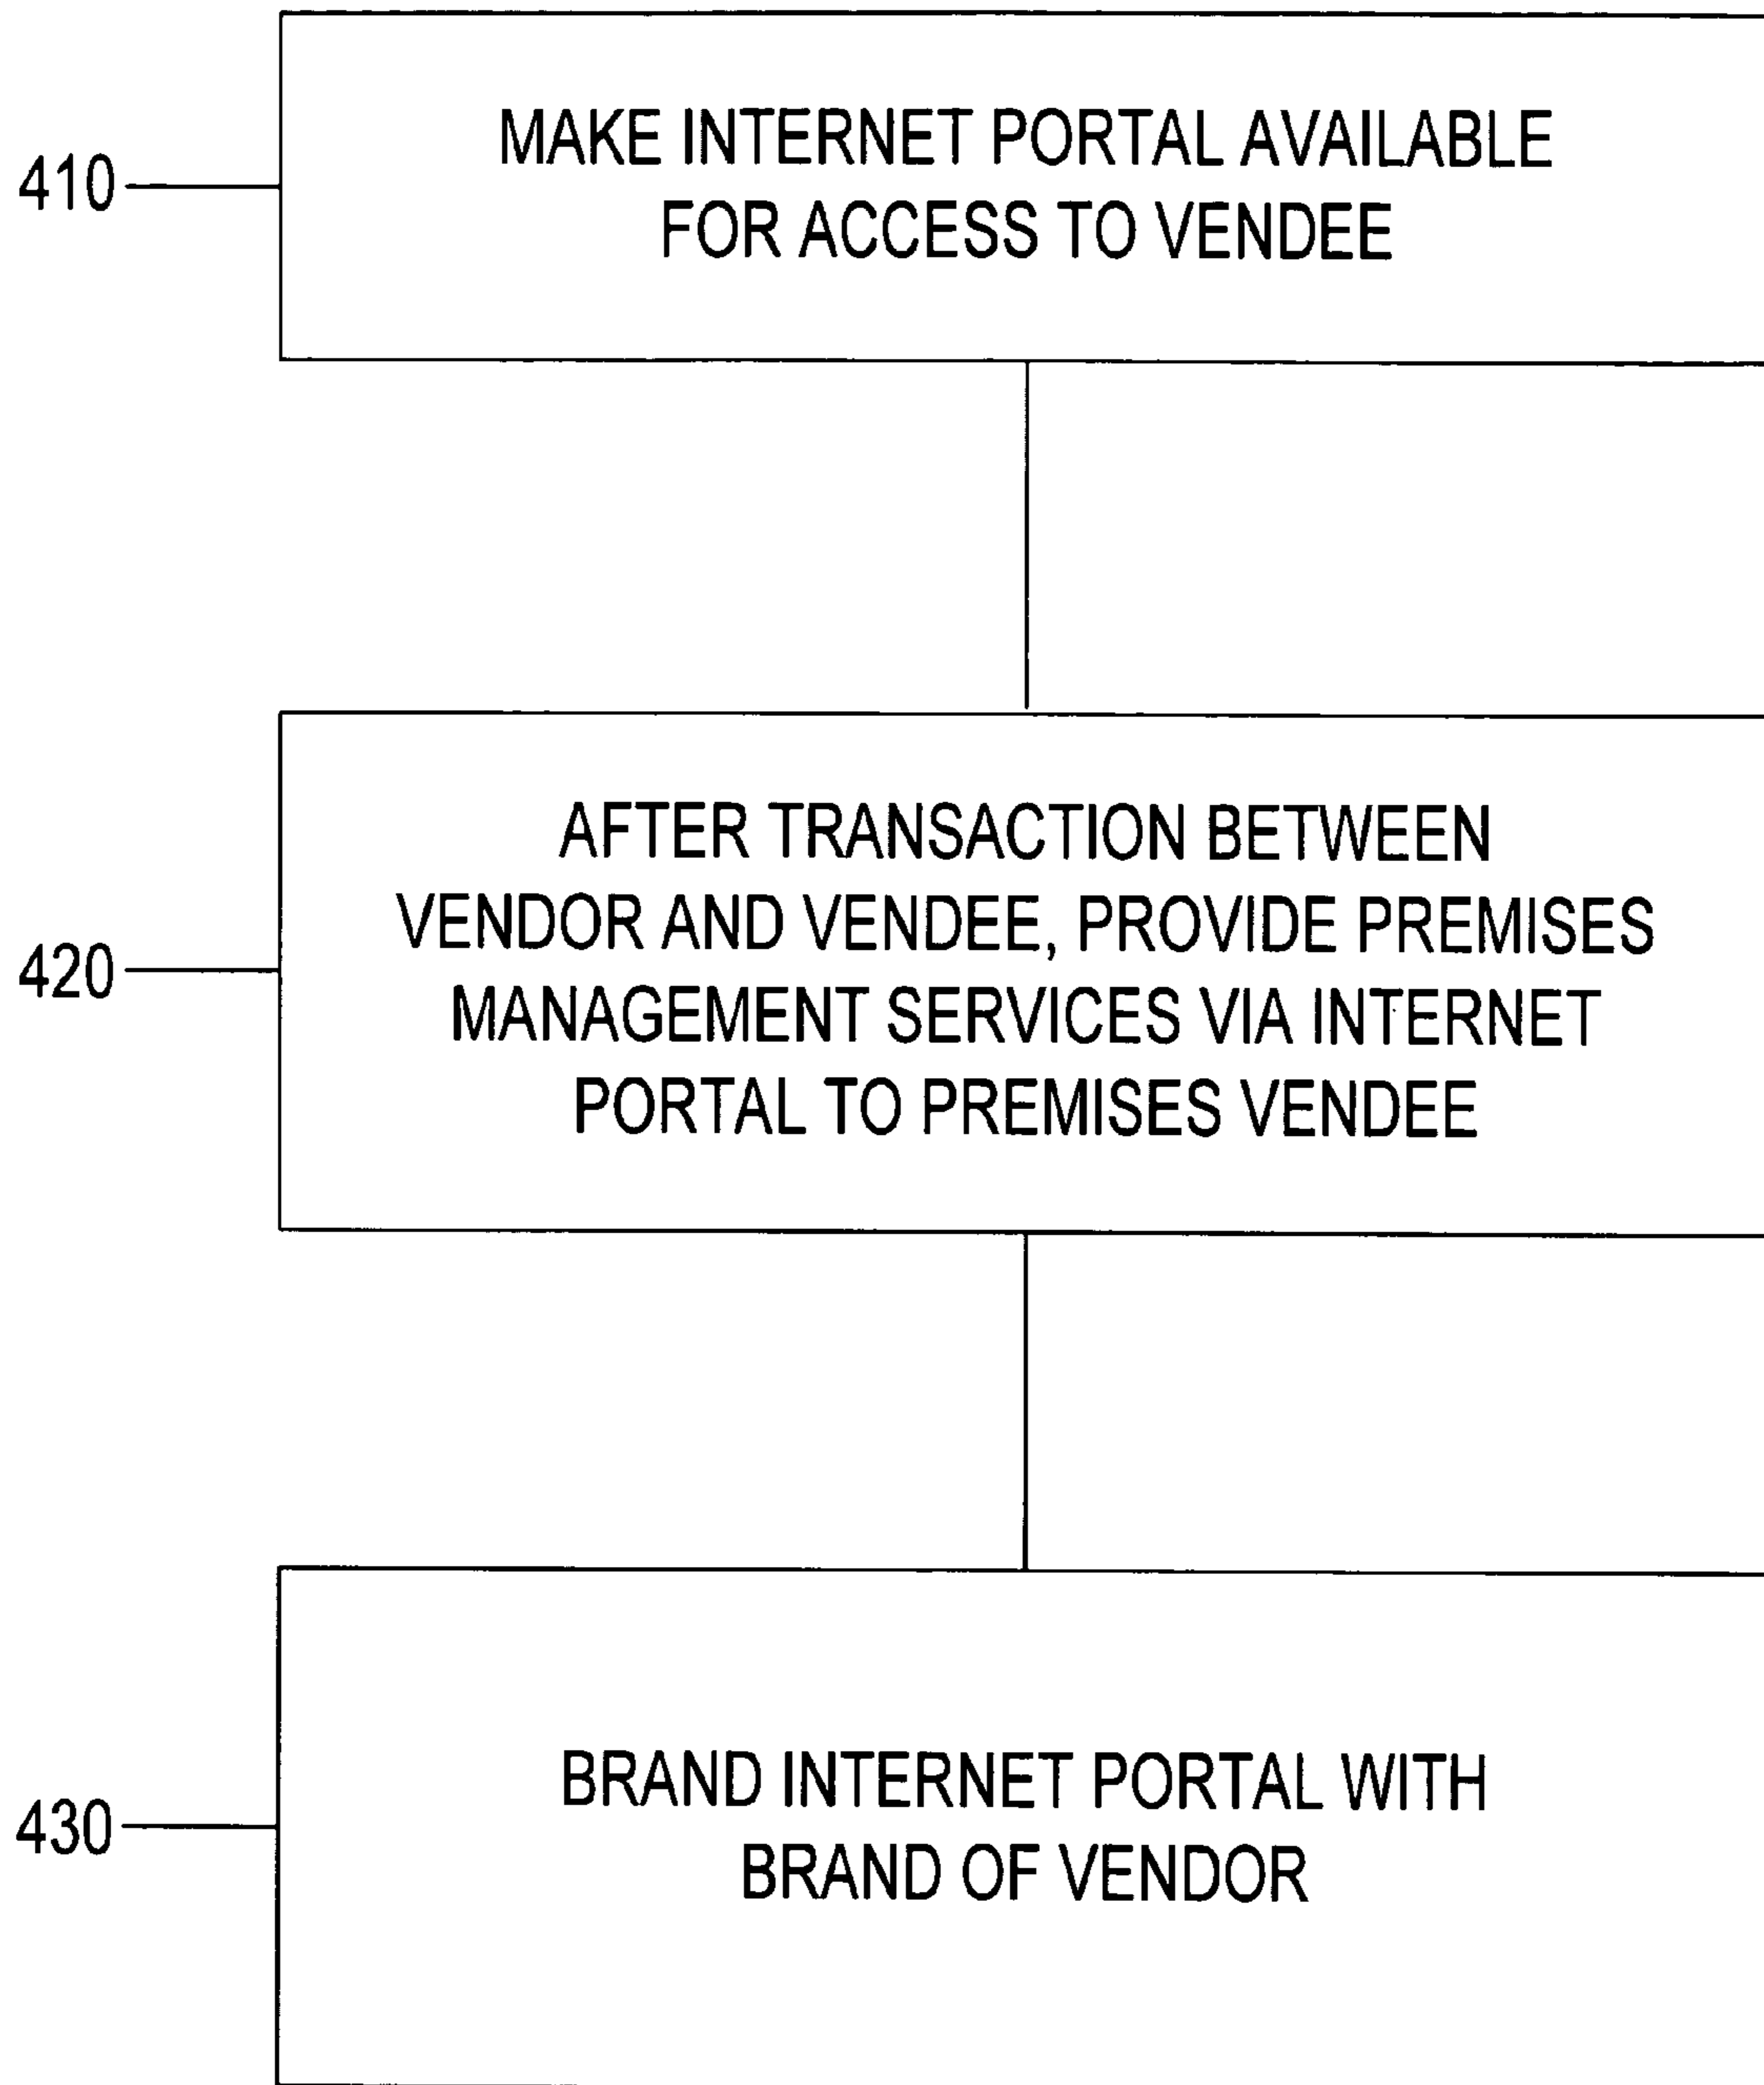 MAKE INTERNET PORTAL AVAILABLE
410
FOR ACCESS TO VENDEE
AFTER TRANSACTION BETWEEN
VENDOR AND VENDEE, PROVIDE PREMISES
420
MANAGEMENT SERVICES VIA INTERNET
PORTAL TO PREMISES VENDEE
BRAND INTERNET PORTAL WITH
430
BRAND OF VENDOR